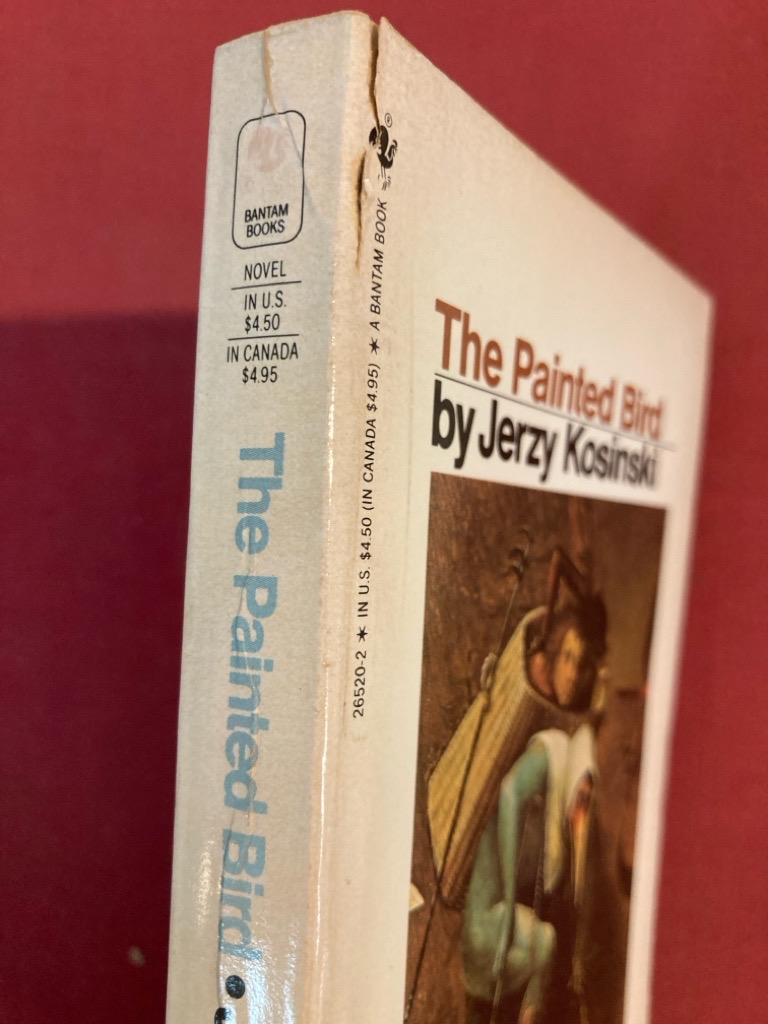 BANTAM
BOOKS
NOVEL
IN U.S.
$4.50
IN CANADA
$4.95
The Painted Bird •
26520-2 ★ IN U.S. $4.50 (IN CANADA $4.95) ★ A BANTAM BOOK
®
The Painted Bird
by Jerzy Kosinski